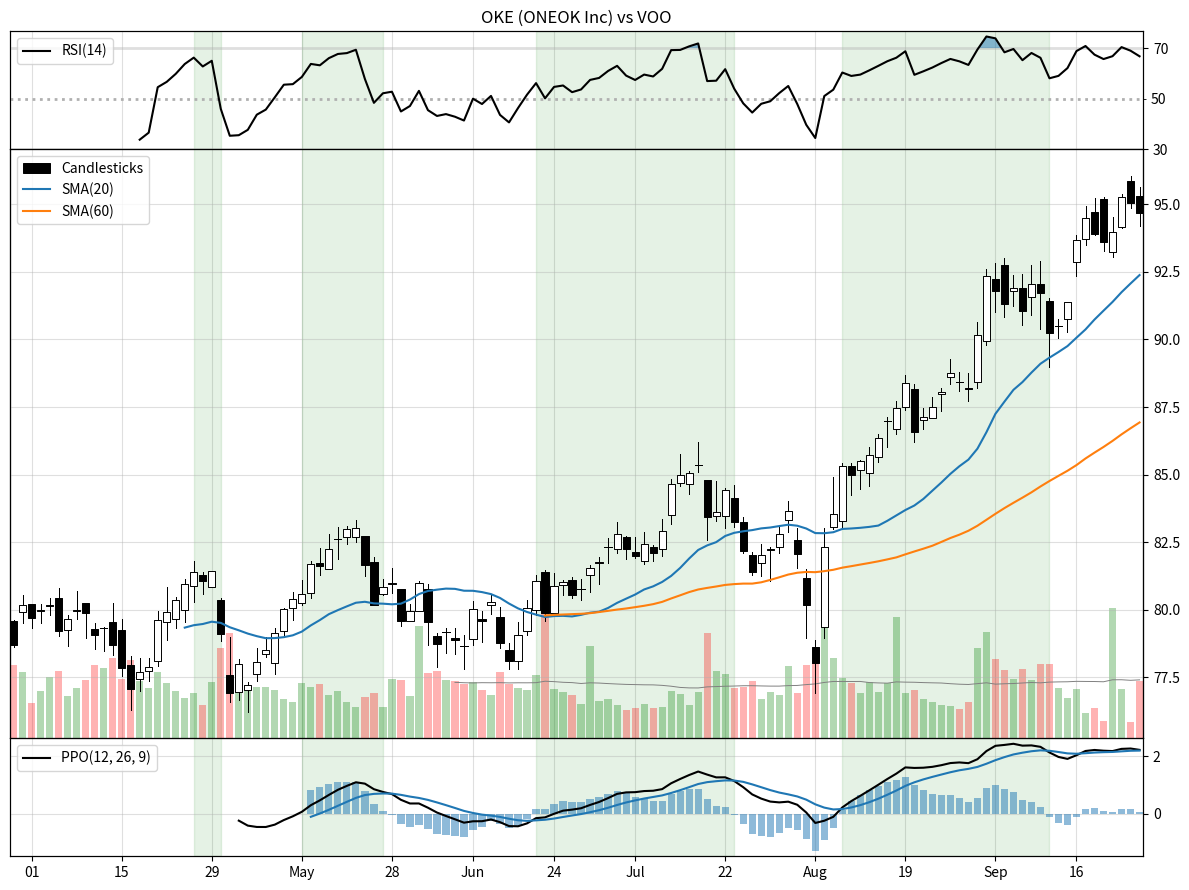 OKE (ONEOK Inc) vs VOO
RSI(14)
70
50
30
Candlesticks
SMA(20)
SMA(60)
95.0
92.5
90.0
87.5
85.0
82.5
80.0
77.5
PPO(12, 26, 9)
2
0
01 15 29 May 28 Jun 24 Jul 22 Aug 19 Sep 16